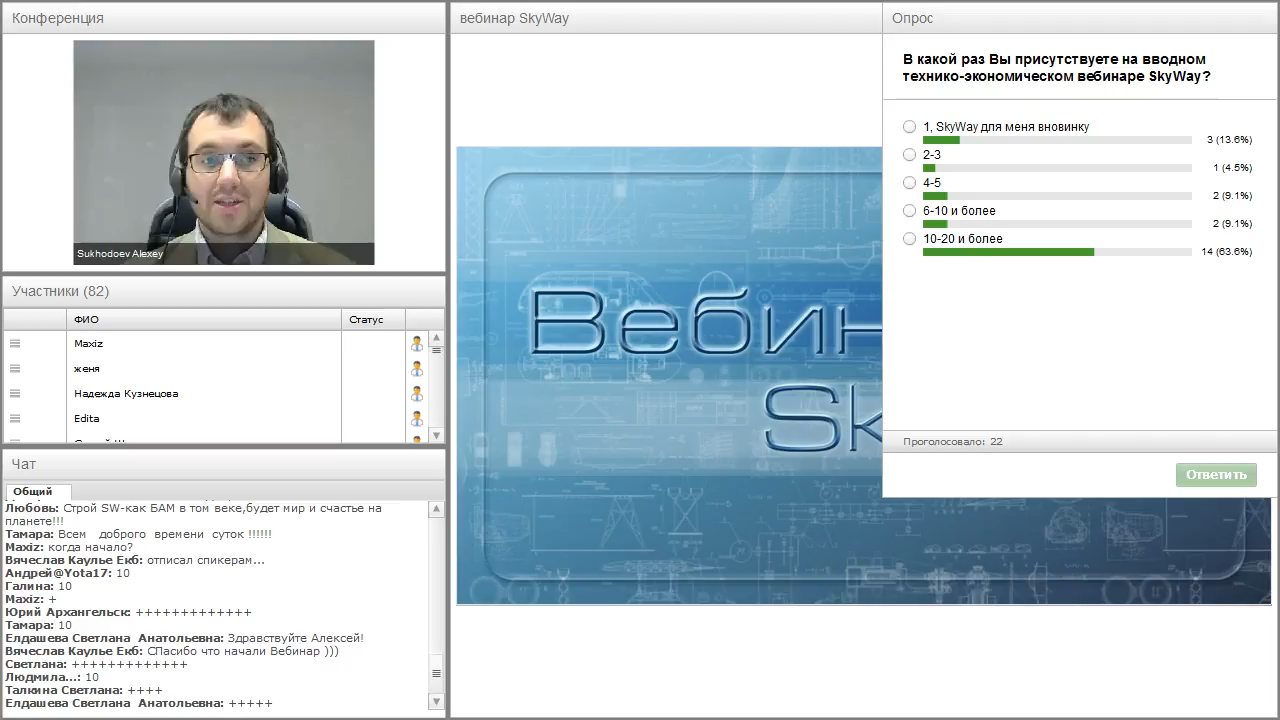 Конференция
Sukhodoev Alexey
Участники (82)
ФИО
Статус
Maxiz
женя
Надежда Кузнецова
Edita
Чат
Общий
Любовь: Строй SW-как БАМ в том веке,будет мир и счастье на
планете!!!
Тамара: Всем доброго времени суток !!!!!!
Maxiz: когда начало?
Вячеслав Каулье Екб: отписал спикерам...
Андрей@Yota17: 10
Галина: 10
Maxiz: +
Юрий Архангельск: +++++++++++++
Тамара: 10
Елдашева Светлана Анатольевна: Здравствуйте Алексей!
Вячеслав Каулье Екб: СПасибо что начали Вебинар )))
Светлана: +++++++++++++
Людмила...: 10
Талкина Светлана: ++++
Елдашева Светлана Анатольевна: +++++
вебинар SkyWay
Вебин
Sk
Опрос
В какой раз Вы присутствуете на вводном
технико-экономическом вебинаре SkyWay?
1, SkyWay для меня вновинку
3 (13.6%)
2-3
1 (4.5%)
4-5
2 (9.1%)
6-10 и более
2 (9.1%)
10-20 и более
14 (63.6%)
Проголосовало: 22
Ответить